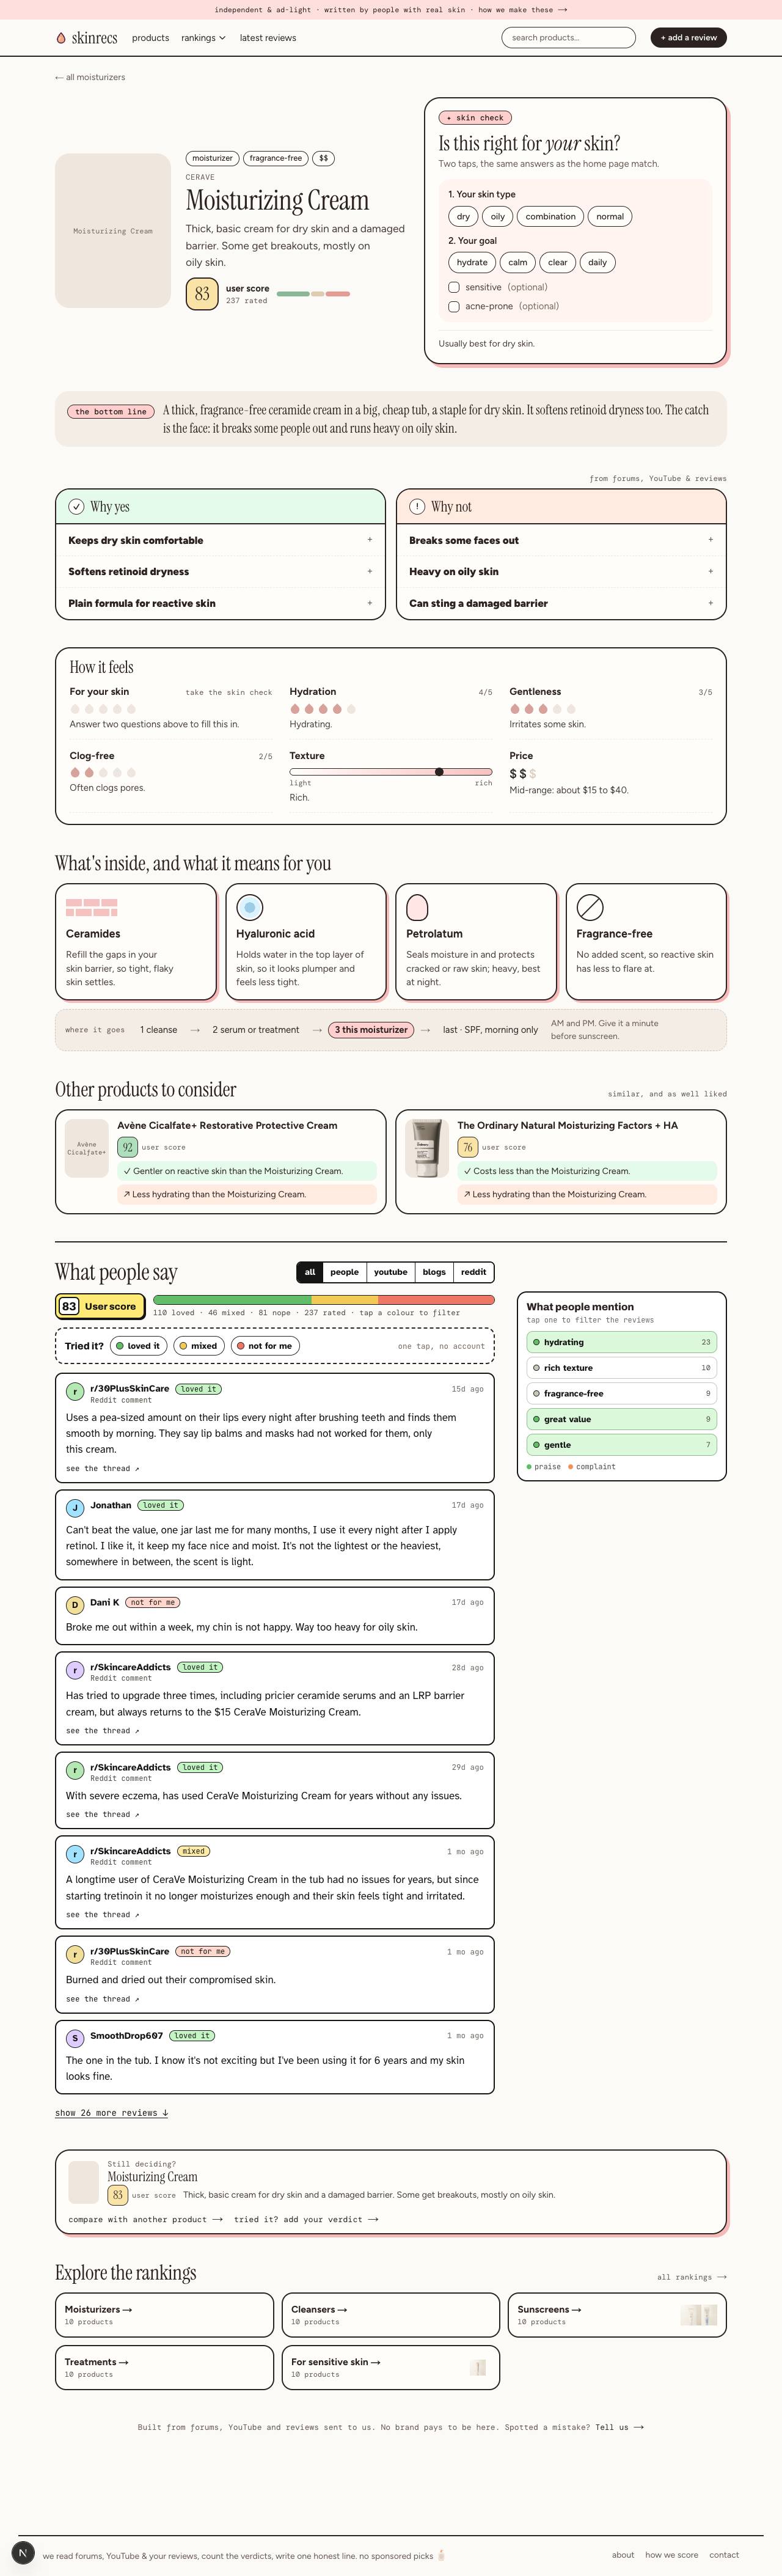 independent & ad-light · written by people with real skin · how we make these →
skinrecs
products
rankings
latest reviews
search products...
+ add a review
← all moisturizers
Moisturizing Cream
moisturizer
fragrance-free
$$
CERAVE
Moisturizing Cream
Thick, basic cream for dry skin and a damaged
barrier. Some get breakouts, mostly on
oily skin.
83
user score
237 rated
✦ skin check
Is this right for your skin?
Two taps, the same answers as the home page match.
1. Your skin type
dry
oily
combination
normal
2. Your goal
hydrate
calm
clear
daily
sensitive (optional)
acne-prone (optional)
Usually best for dry skin.
the bottom line
A thick, fragrance-free ceramide cream in a big, cheap tub, a staple for dry skin. It softens retinoid dryness too. The catch
is the face: it breaks some people out and runs heavy on oily skin.
from forums, YouTube & reviews
Why yes
Keeps dry skin comfortable +
Softens retinoid dryness +
Plain formula for reactive skin +
! Why not
Breaks some faces out +
Heavy on oily skin +
Can sting a damaged barrier +
How it feels
For your skin take the skin check
Answer two questions above to fill this in.
Hydration 4/5
Hydrating.
Gentleness 3/5
Irritates some skin.
Clog-free 2/5
Often clogs pores.
Texture
light rich
Rich.
Price
$ $ $
Mid-range: about $15 to $40.
What's inside, and what it means for you
Ceramides
Refill the gaps in your
skin barrier, so tight, flaky
skin settles.
Hyaluronic acid
Holds water in the top layer of
skin, so it looks plumper and
feels less tight.
Petrolatum
Seals moisture in and protects
cracked or raw skin; heavy, best
at night.
Fragrance-free
No added scent, so reactive skin
has less to flare at.
where it goes 1 cleanse → 2 serum or treatment → 3 this moisturizer → last · SPF, morning only
AM and PM. Give it a minute
before sunscreen.
Other products to consider
similar, and as well liked
Avène
Cicalfate+
Avène Cicalfate+ Restorative Protective Cream
92 user score
✓ Gentler on reactive skin than the Moisturizing Cream.
↗ Less hydrating than the Moisturizing Cream.
The Ordinary Natural Moisturizing Factors + HA
76 user score
✓ Costs less than the Moisturizing Cream.
↗ Less hydrating than the Moisturizing Cream.
What people say
all
people
youtube
blogs
reddit
83 User score
110 loved · 46 mixed · 81 nope · 237 rated · tap a colour to filter
Tried it?
loved it
mixed
not for me
one tap, no account
r
r/30PlusSkinCare loved it 15d ago
Reddit comment
Uses a pea-sized amount on their lips every night after brushing teeth and finds them
smooth by morning. They say lip balms and masks had not worked for them, only
this cream.
see the thread ↗
J
Jonathan loved it 17d ago
Can't beat the value, one jar last me for many months, I use it every night after I apply
retinol. I like it, it keep my face nice and moist. It's not the lightest or the heaviest,
somewhere in between, the scent is light.
D
Dani K not for me 17d ago
Broke me out within a week, my chin is not happy. Way too heavy for oily skin.
r
r/SkincareAddicts loved it 28d ago
Reddit comment
Has tried to upgrade three times, including pricier ceramide serums and an LRP barrier
cream, but always returns to the $15 CeraVe Moisturizing Cream.
see the thread ↗
r
r/SkincareAddicts loved it 29d ago
Reddit comment
With severe eczema, has used CeraVe Moisturizing Cream for years without any issues.
see the thread ↗
r
r/SkincareAddicts mixed 1 mo ago
Reddit comment
A longtime user of CeraVe Moisturizing Cream in the tub had no issues for years, but since
starting tretinoin it no longer moisturizes enough and their skin feels tight and irritated.
see the thread ↗
r
r/30PlusSkinCare not for me 1 mo ago
Reddit comment
Burned and dried out their compromised skin.
see the thread ↗
S
SmoothDrop607 loved it 1 mo ago
The one in the tub. I know it's not exciting but I've been using it for 6 years and my skin
looks fine.
show 26 more reviews ↓
What people mention
tap one to filter the reviews
hydrating 23
rich texture 10
fragrance-free 9
great value 9
gentle 7
praise complaint
Still deciding?
Moisturizing Cream
83 user score Thick, basic cream for dry skin and a damaged barrier. Some get breakouts, mostly on oily skin.
compare with another product → tried it? add your verdict →
Explore the rankings
all rankings →
Moisturizers →
10 products
Cleansers →
10 products
Sunscreens →
10 products
Treatments →
10 products
For sensitive skin →
10 products
Built from forums, YouTube and reviews sent to us. No brand pays to be here. Spotted a mistake? Tell us →
N
we read forums, YouTube & your reviews, count the verdicts, write one honest line. no sponsored picks
about
how we score
contact